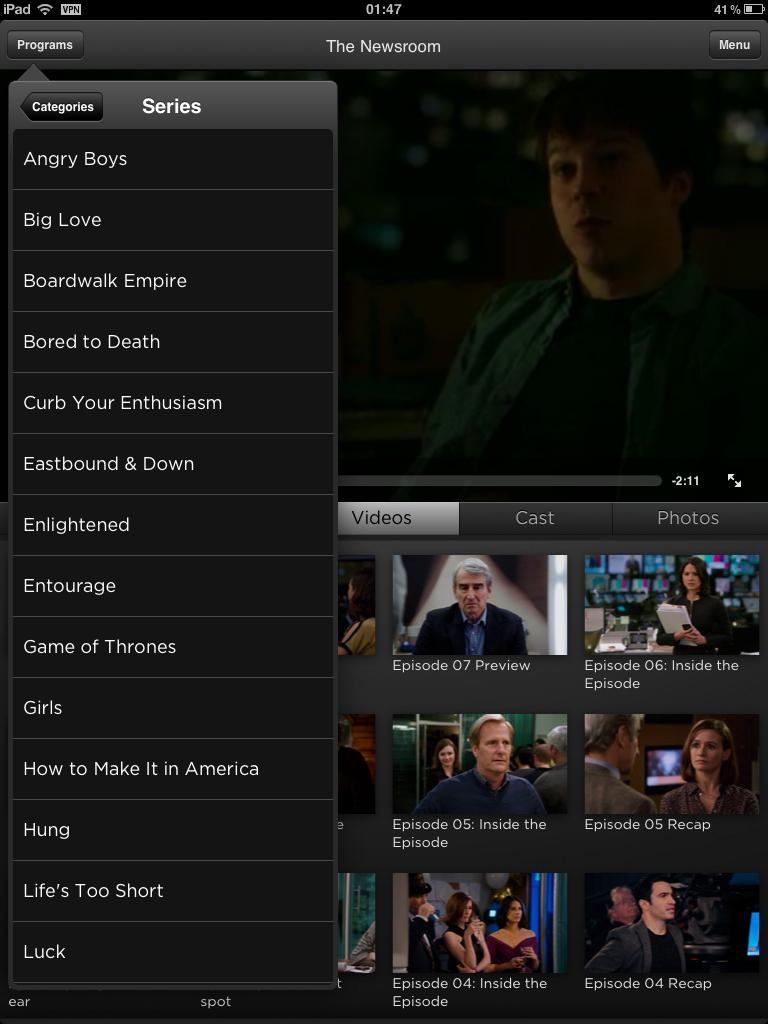 iPad VPN 01:47 41%
Programs The Newsroom Menu
Categories Series
Angry Boys
Big Love
Boardwalk Empire
Bored to Death
Curb Your Enthusiasm
Eastbound & Down
Enlightened
Entourage
Game of Thrones
Girls
How to Make It in America
Hung
Life's Too Short
Luck
-2:11
Videos Cast Photos
Episode 07 Preview
Episode 06: Inside the
Episode
e
Episode 05: Inside the
Episode
Episode 05 Recap
t
ear
spot
Episode 04: Inside the
Episode
Episode 04 Recap